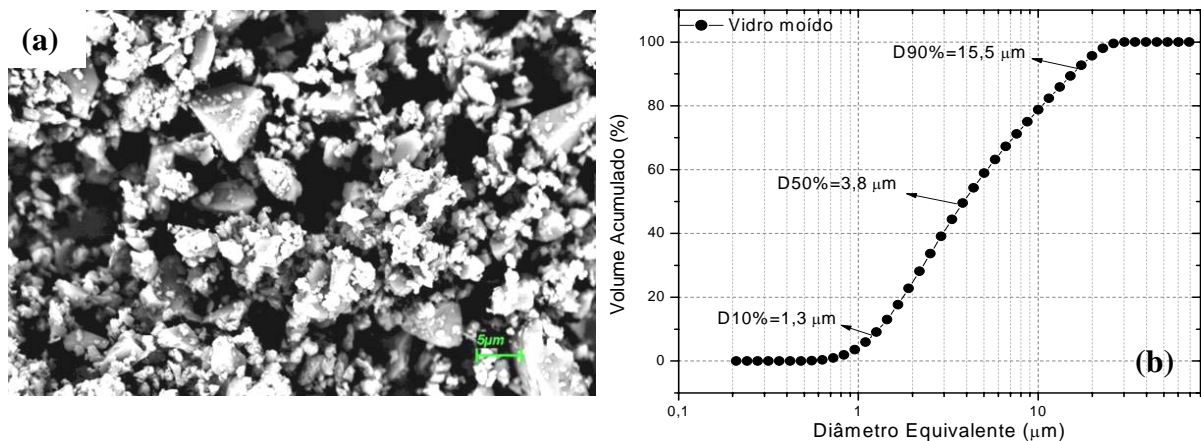 (a)
5µm
Vidro moído
D90%=15,5 µm
D50%=3,8 µm
D10%=1,3 µm
(b)
Volume Acumulado (%)
100
80
60
40
20
0
0,1
1
10
Diâmetro Equivalente (µm)